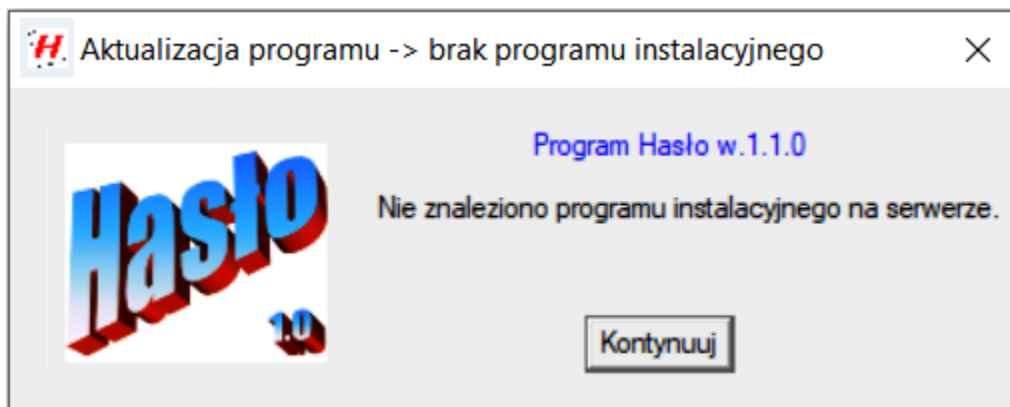 H Aktualizacja programu -> brak programu instalacyjnego
Hasło
1.0
Program Hasło w.1.1.0
Nie znaleziono programu instalacyjnego na serwerze.
Kontynuuj